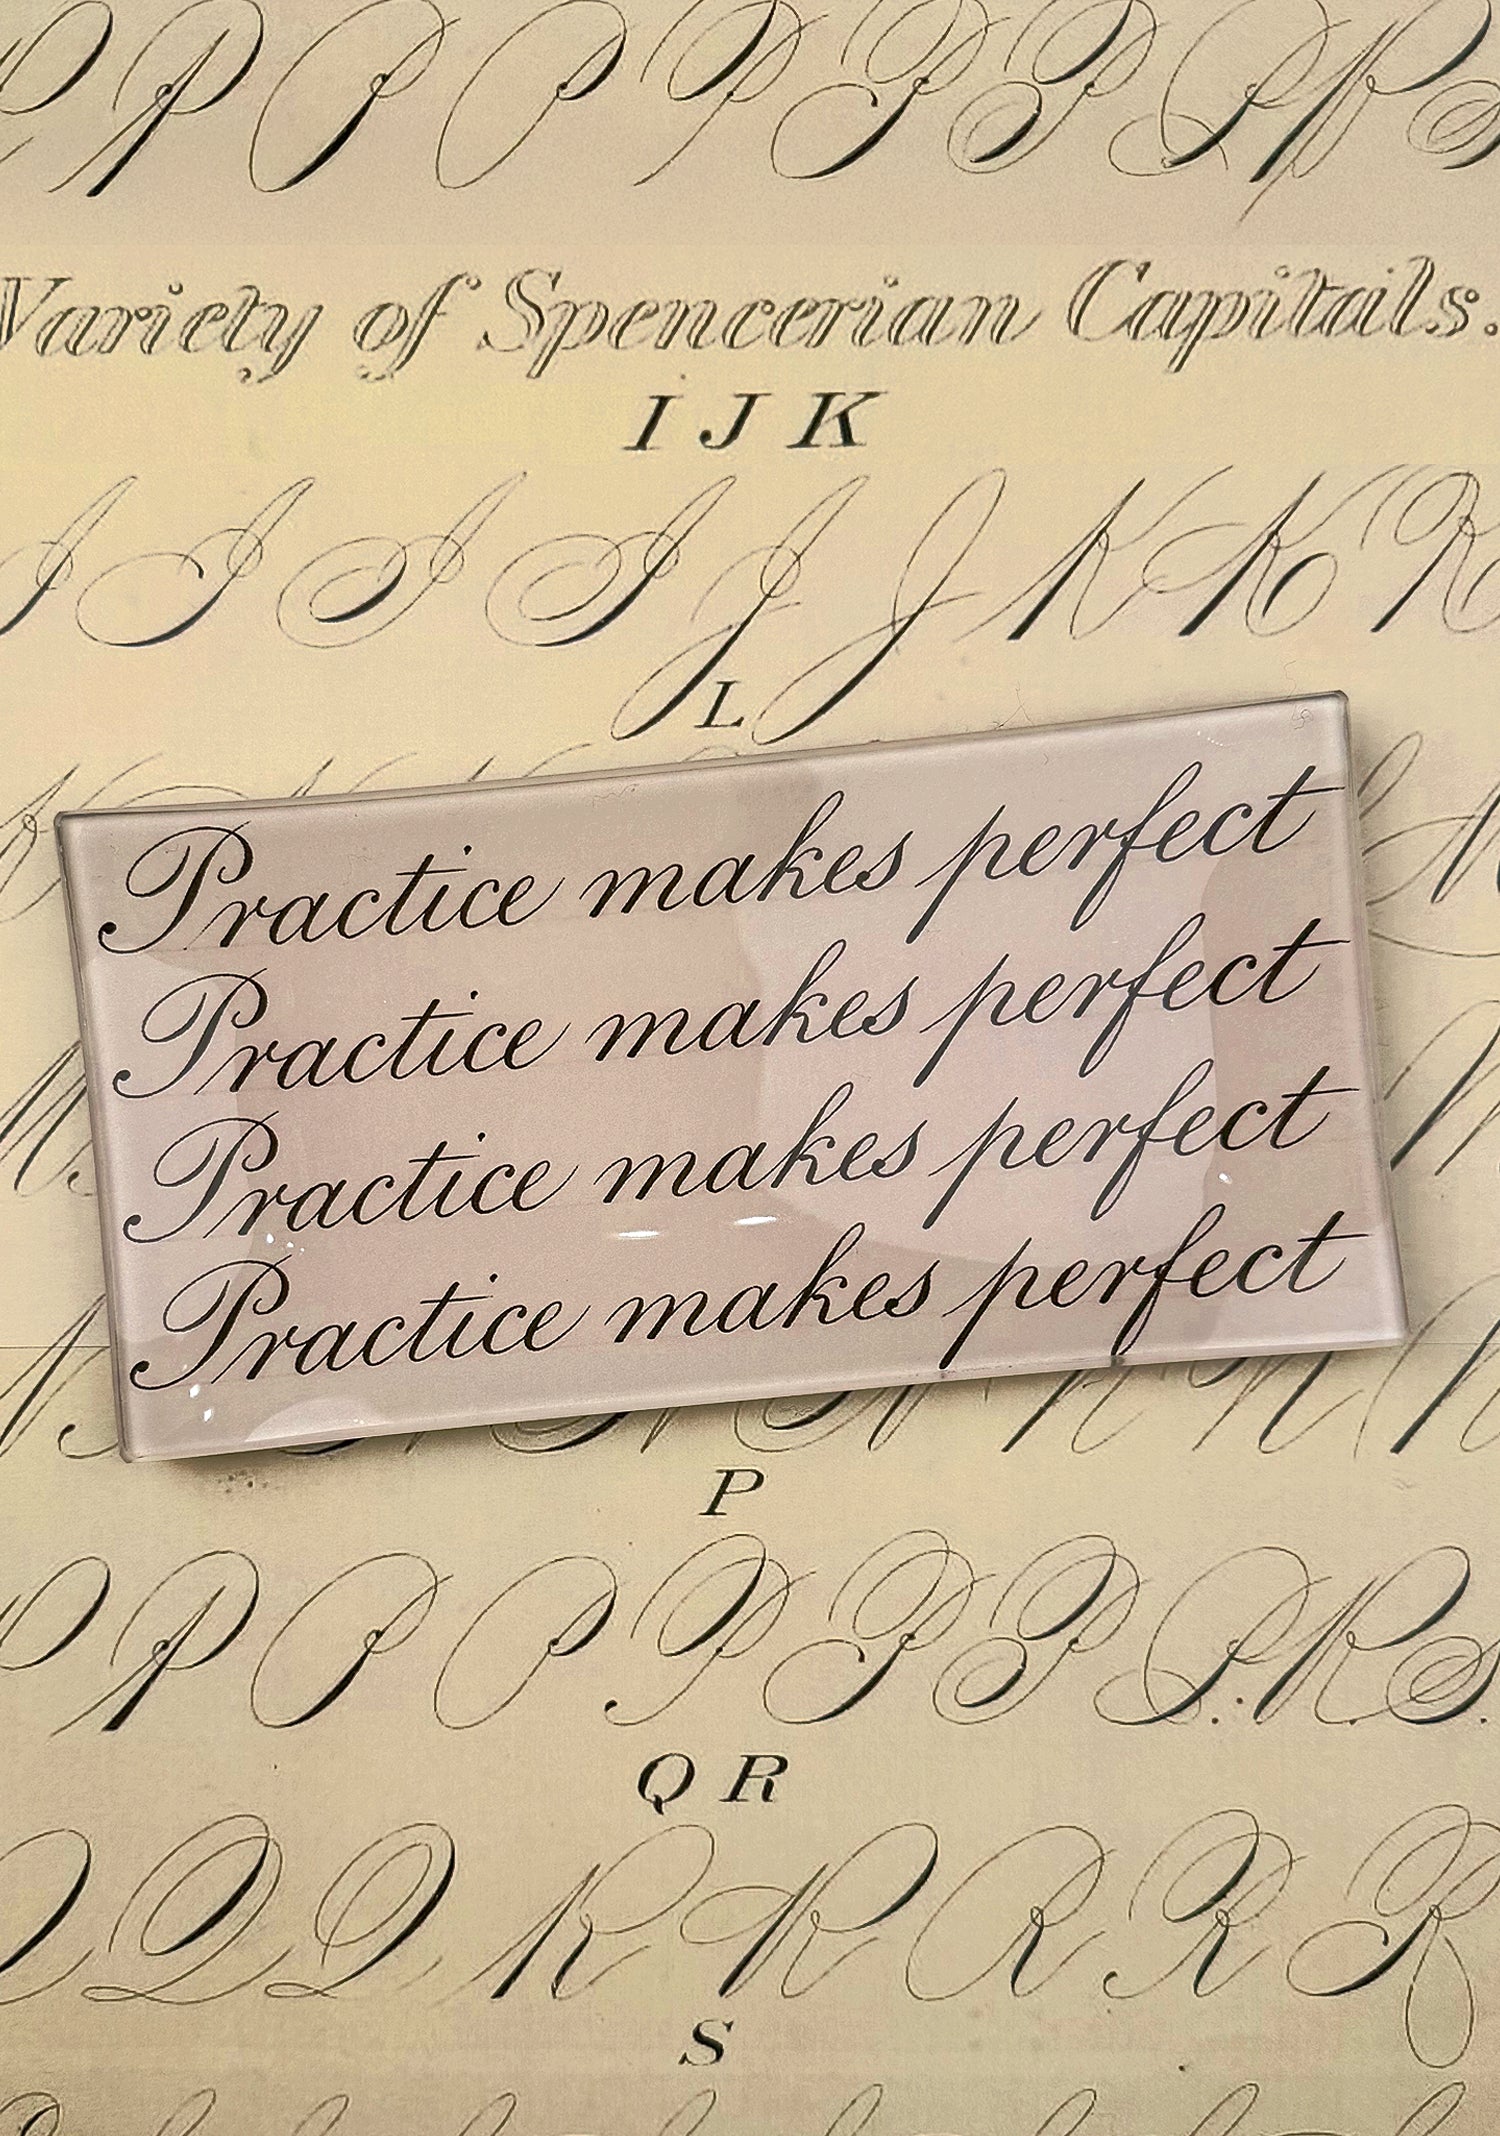 P P P P P P P P R
Variety of Spencerian Capitals.
I J K
I I I I J J K K K
L
Practice makes perfect
Practice makes perfect
Practice makes perfect
Practice makes perfect
P
P P P P P P P P R S.
Q R
Q Q Q R R R R R
S